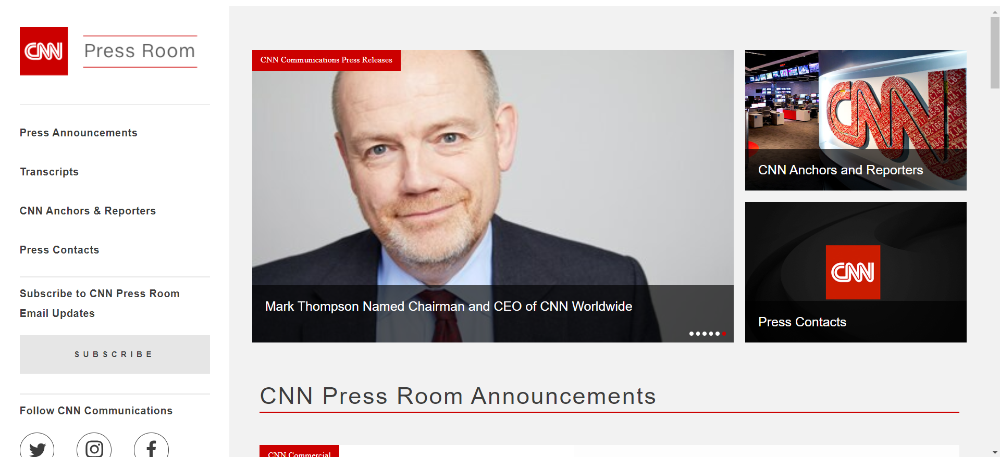 CNN
Press Room
Press Announcements
Transcripts
CNN Anchors & Reporters
Press Contacts
Subscribe to CNN Press Room
Email Updates
SUBSCRIBE
Follow CNN Communications
CNN Communications Press Releases
Mark Thompson Named Chairman and CEO of CNN Worldwide
CNN
CNN Anchors and Reporters
CNN
Press Contacts
CNN Press Room Announcements
CNN Commercial